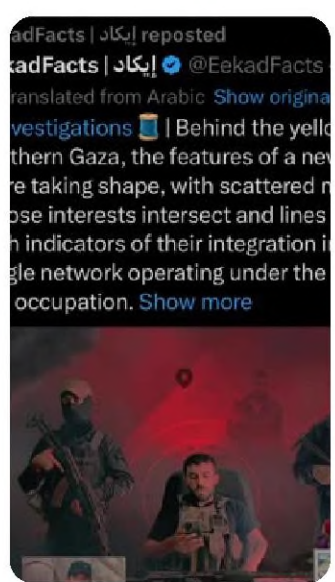 adFacts | إيكاد reposted
kadFacts | إيكاد @EekadFacts
ranslated from Arabic Show origina
vestigations | Behind the yello
thern Gaza, the features of a new
re taking shape, with scattered
ose interests intersect and lines
h indicators of their integration i
gle network operating under the
occupation. Show more